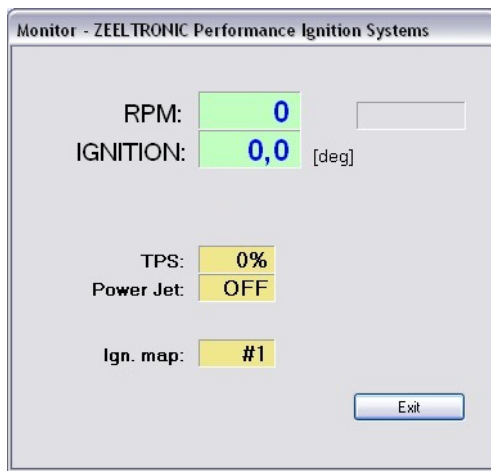 Monitor - ZEELTRONIC Performance Ignition Systems
RPM: 0
IGNITION: 0,0 [deg]
TPS: 0%
Power Jet: OFF
Ign. map: #1
Exit